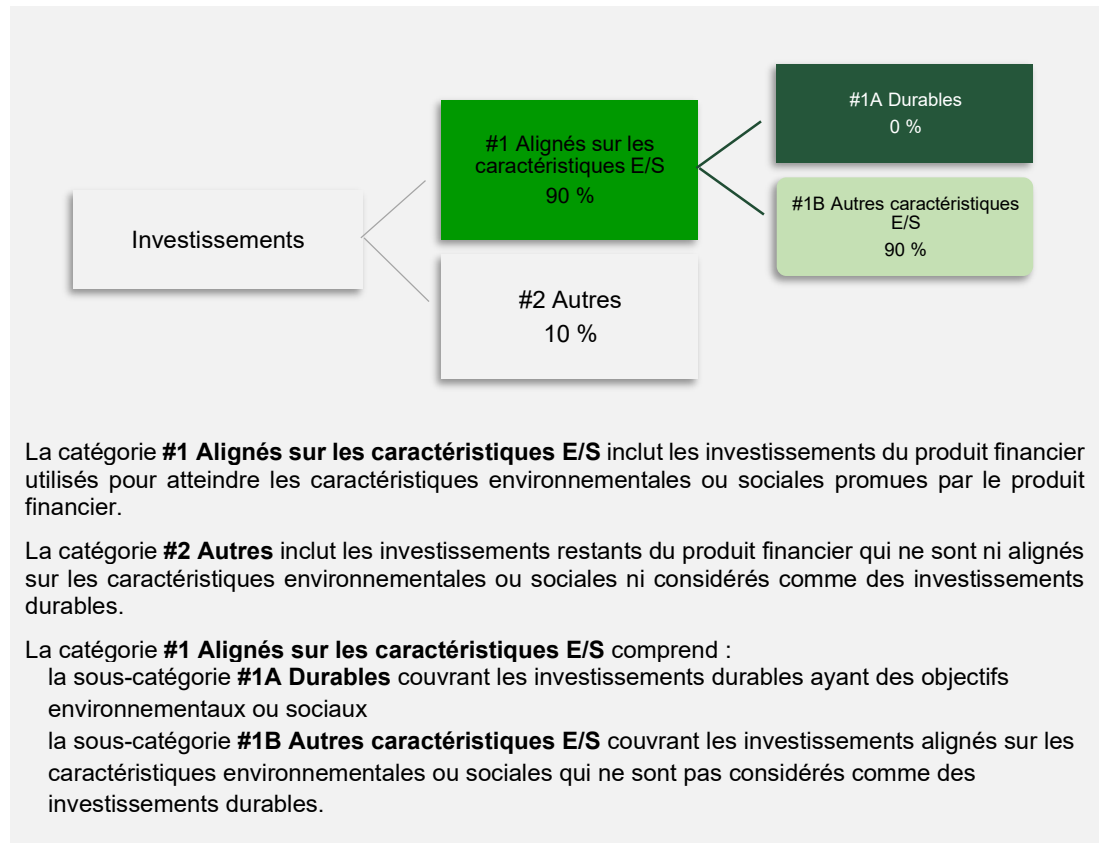 #1A Durables
0 %
#1 Alignés sur les
caractéristiques E/S
90 %
#1B Autres caractéristiques
E/S
90 %
Investissements
#2 Autres
10 %
La catégorie #1 Alignés sur les caractéristiques E/S inclut les investissements du produit financier
utilisés pour atteindre les caractéristiques environnementales ou sociales promues par le produit
financier.
La catégorie #2 Autres inclut les investissements restants du produit financier qui ne sont ni alignés
sur les caractéristiques environnementales ou sociales ni considérés comme des investissements
durables.
La catégorie #1 Alignés sur les caractéristiques E/S comprend :
la sous-catégorie #1A Durables couvrant les investissements durables ayant des objectifs
environnementaux ou sociaux
la sous-catégorie #1B Autres caractéristiques E/S couvrant les investissements alignés sur les
caractéristiques environnementales ou sociales qui ne sont pas considérés comme des
investissements durables.